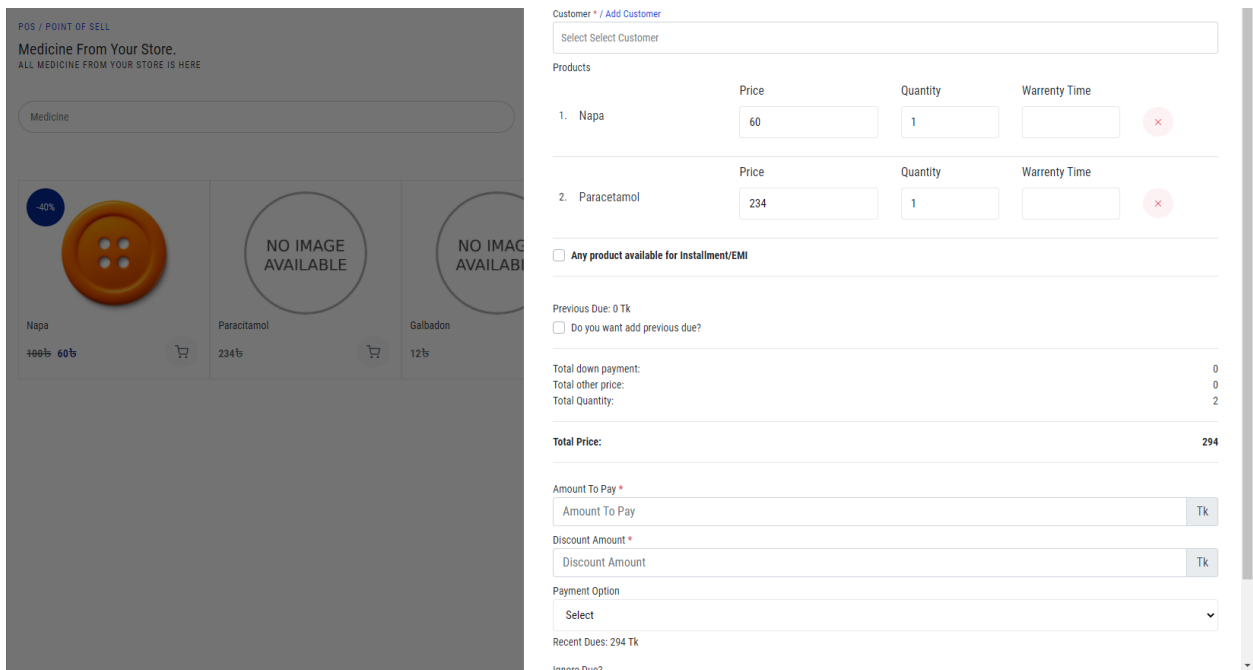 POS / POINT OF SELL
Medicine From Your Store.
ALL MEDICINE FROM YOUR STORE IS HERE
Medicine
-40%
Napa
100৳ 60৳
NO IMAGE
AVAILABLE
Paracitamol
234৳
NO IMAG
AVAILABL
Galbadon
12৳
Customer * / Add Customer
Select Select Customer
Products
Price Quantity Warrenty Time
1. Napa 60 1
Price Quantity Warrenty Time
2. Paracetamol 234 1
Any product available for Installment/EMI
Previous Due: 0 Tk
Do you want add previous due?
Total down payment: 0
Total other price: 0
Total Quantity: 2
Total Price: 294
Amount To Pay *
Amount To Pay Tk
Discount Amount *
Discount Amount Tk
Payment Option
Select
Recent Dues: 294 Tk
Ignore Due?